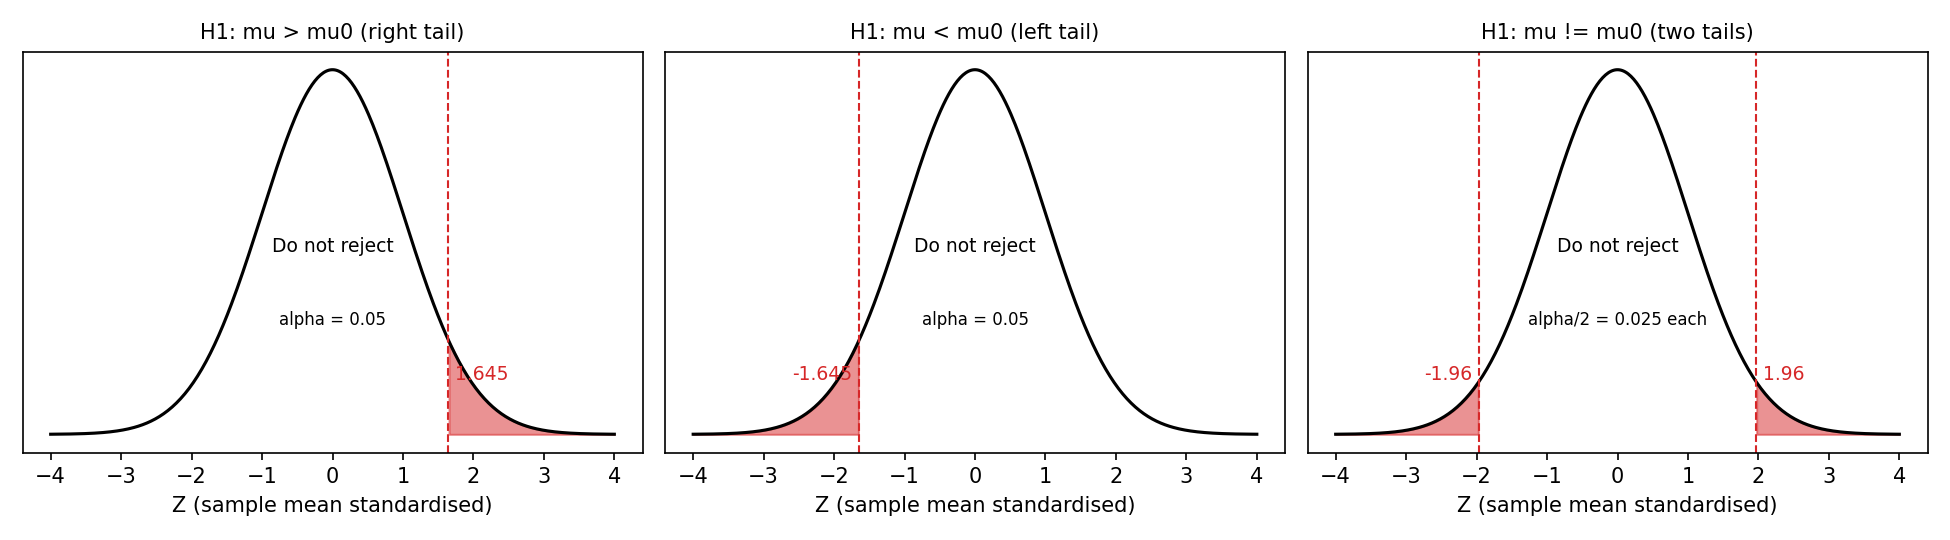 H1: mu > mu0 (right tail)
Do not reject
alpha = 0.05
1.645
−4 −3 −2 −1 0 1 2 3 4
Z (sample mean standardised)
H1: mu < mu0 (left tail)
Do not reject
alpha = 0.05
-1.645
−4 −3 −2 −1 0 1 2 3 4
Z (sample mean standardised)
H1: mu != mu0 (two tails)
Do not reject
alpha/2 = 0.025 each
-1.96 1.96
−4 −3 −2 −1 0 1 2 3 4
Z (sample mean standardised)